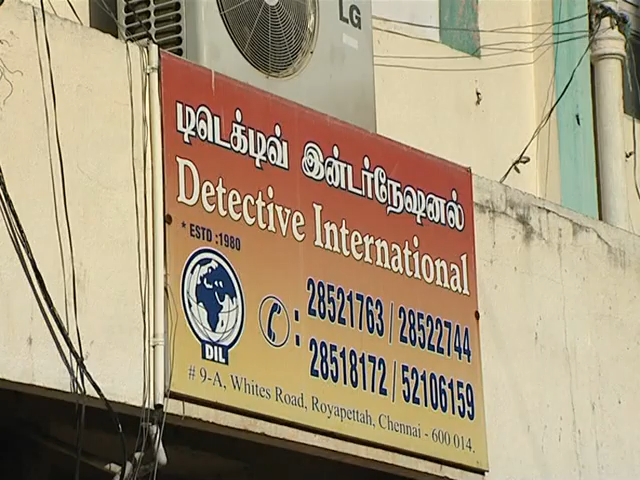 LG
டிடெக்டிவ் இன்டர்நேஷனல்
Detective International
* ESTD :1980
DIL
: 28521763 / 28522744
28518172 / 52106159
# 9-A, Whites Road, Royapettah, Chennai - 600 014.